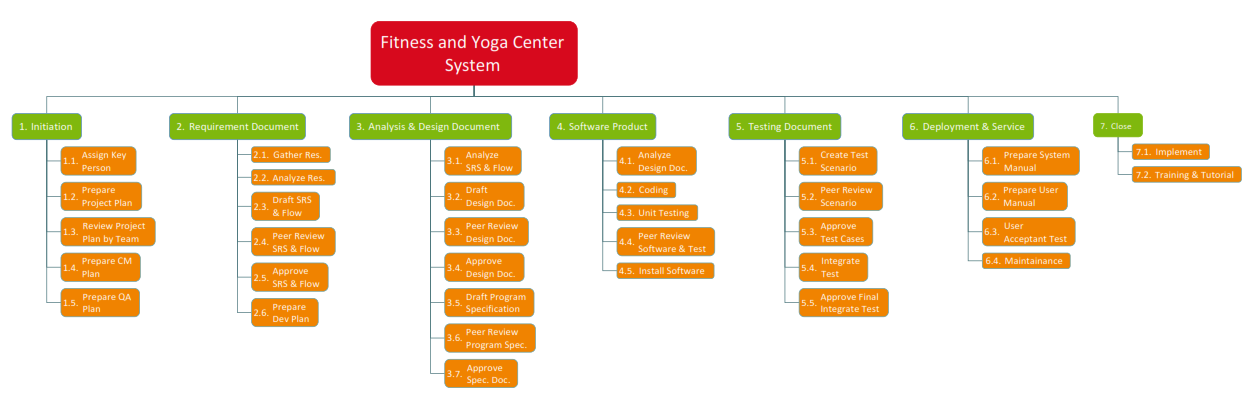 Fitness and Yoga Center
System
1. Initiation
1.1. Assign Key
Person
1.2. Prepare
Project Plan
1.3. Review Project
Plan by Team
1.4. Prepare CM
Plan
1.5. Prepare QA
Plan
2. Requirement Document
2.1. Gather Res.
2.2. Analyze Res.
2.3. Draft SRS
& Flow
2.4. Peer Review
SRS & Flow
2.5. Approve
SRS & Flow
2.6. Prepare
Dev Plan
3. Analysis & Design Document
3.1. Analyze
SRS & Flow
3.2. Draft
Design Doc.
3.3. Peer Review
Design Doc.
3.4. Approve
Design Doc.
3.5. Draft Program
Specification
3.6. Peer Review
Program Spec.
3.7. Approve
Spec. Doc.
4. Software Product
4.1. Analyze
Design Doc.
4.2. Coding
4.3. Unit Testing
4.4. Peer Review
Software & Test
4.5. Install Software
5. Testing Document
5.1. Create Test
Scenario
5.2. Peer Review
Scenario
5.3. Approve
Test Cases
5.4. Integrate
Test
5.5. Approve Final
Integrate Test
6. Deployment & Service
6.1. Prepare System
Manual
6.2. Prepare User
Manual
6.3. User
Acceptant Test
6.4. Maintainance
7. Close
7.1. Implement
7.2. Training & Tutorial